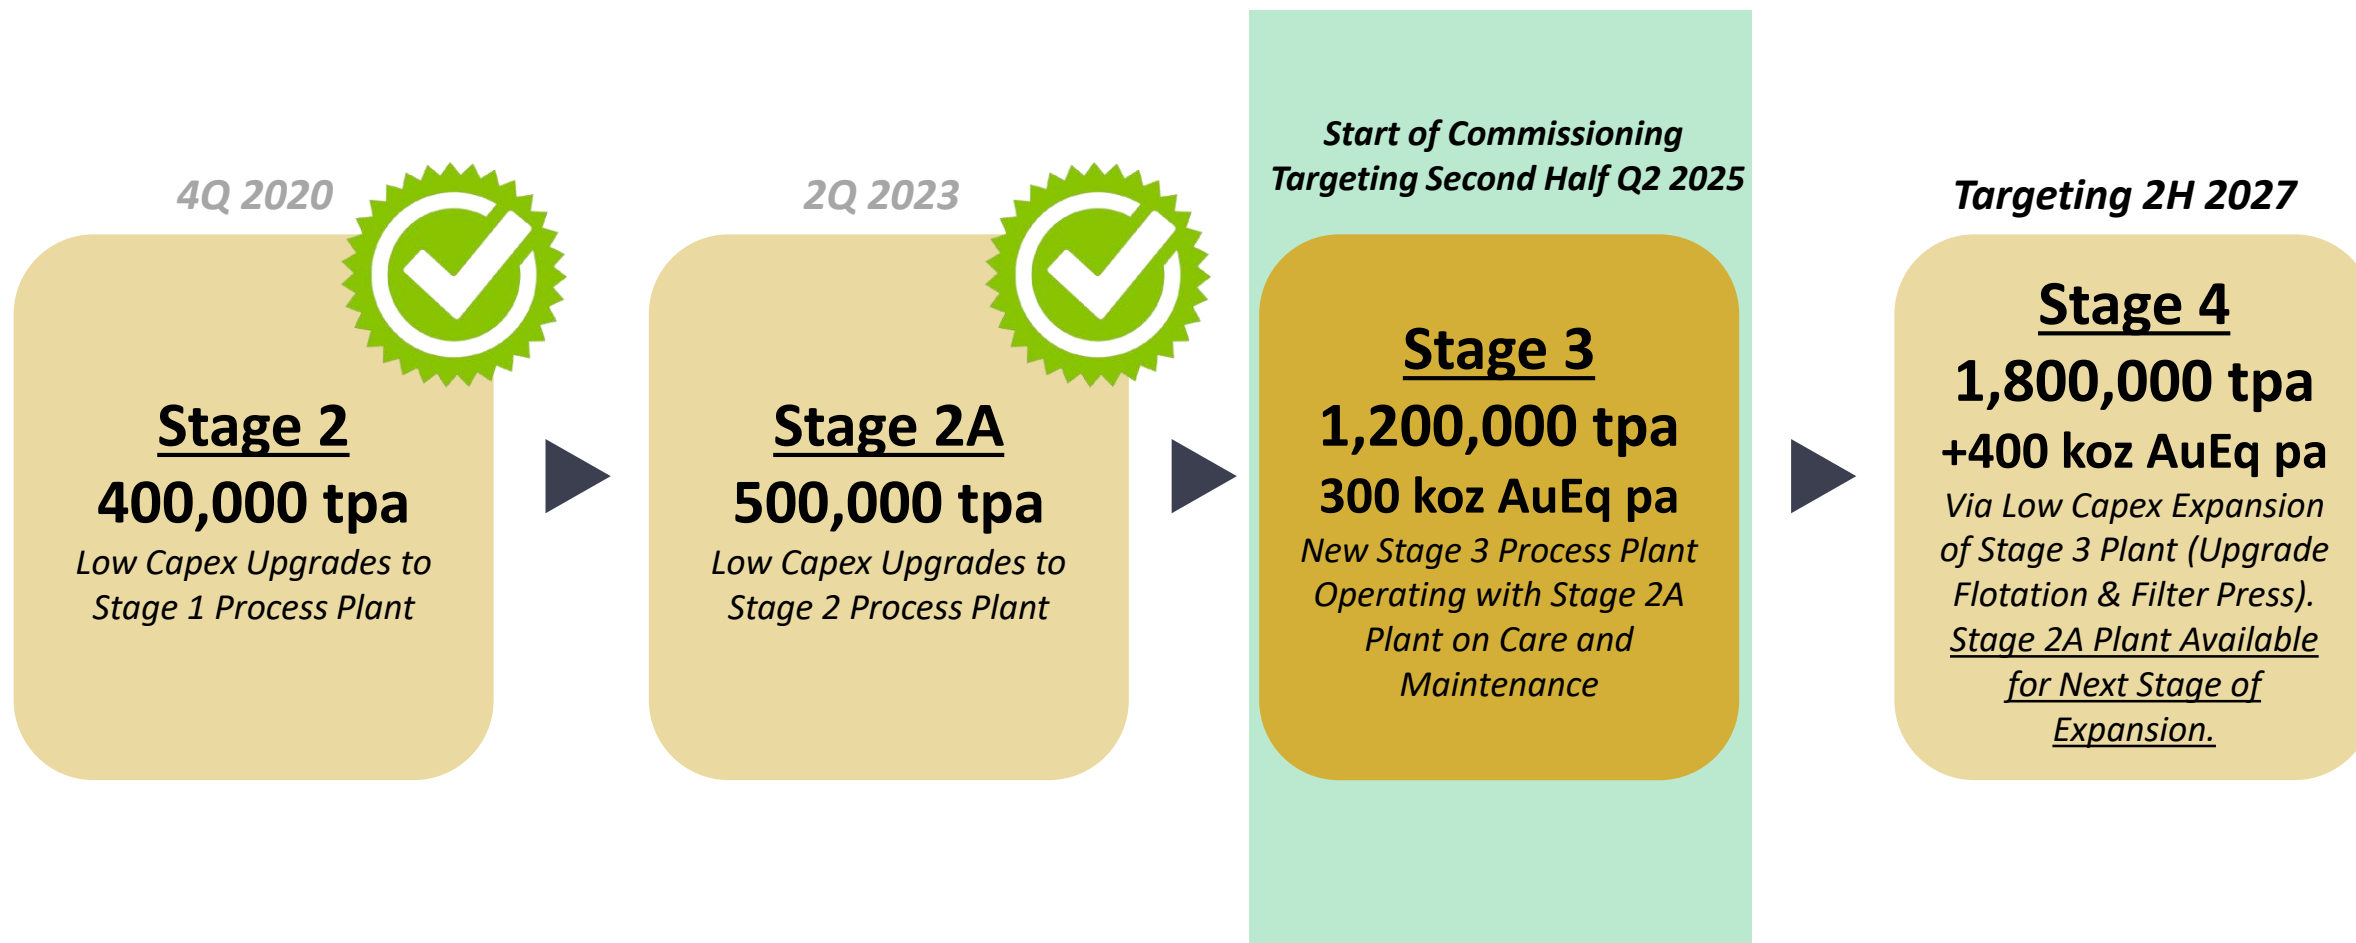 4Q 2020
Stage 2
400,000 tpa
Low Capex Upgrades to
Stage 1 Process Plant
2Q 2023
Stage 2A
500,000 tpa
Low Capex Upgrades to
Stage 2 Process Plant
Start of Commissioning
Targeting Second Half Q2 2025
Stage 3
1,200,000 tpa
300 koz AuEq pa
New Stage 3 Process Plant
Operating with Stage 2A
Plant on Care and
Maintenance
Targeting 2H 2027
Stage 4
1,800,000 tpa
+400 koz AuEq pa
Via Low Capex Expansion
of Stage 3 Plant (Upgrade
Flotation & Filter Press).
Stage 2A Plant Available
for Next Stage of
Expansion.